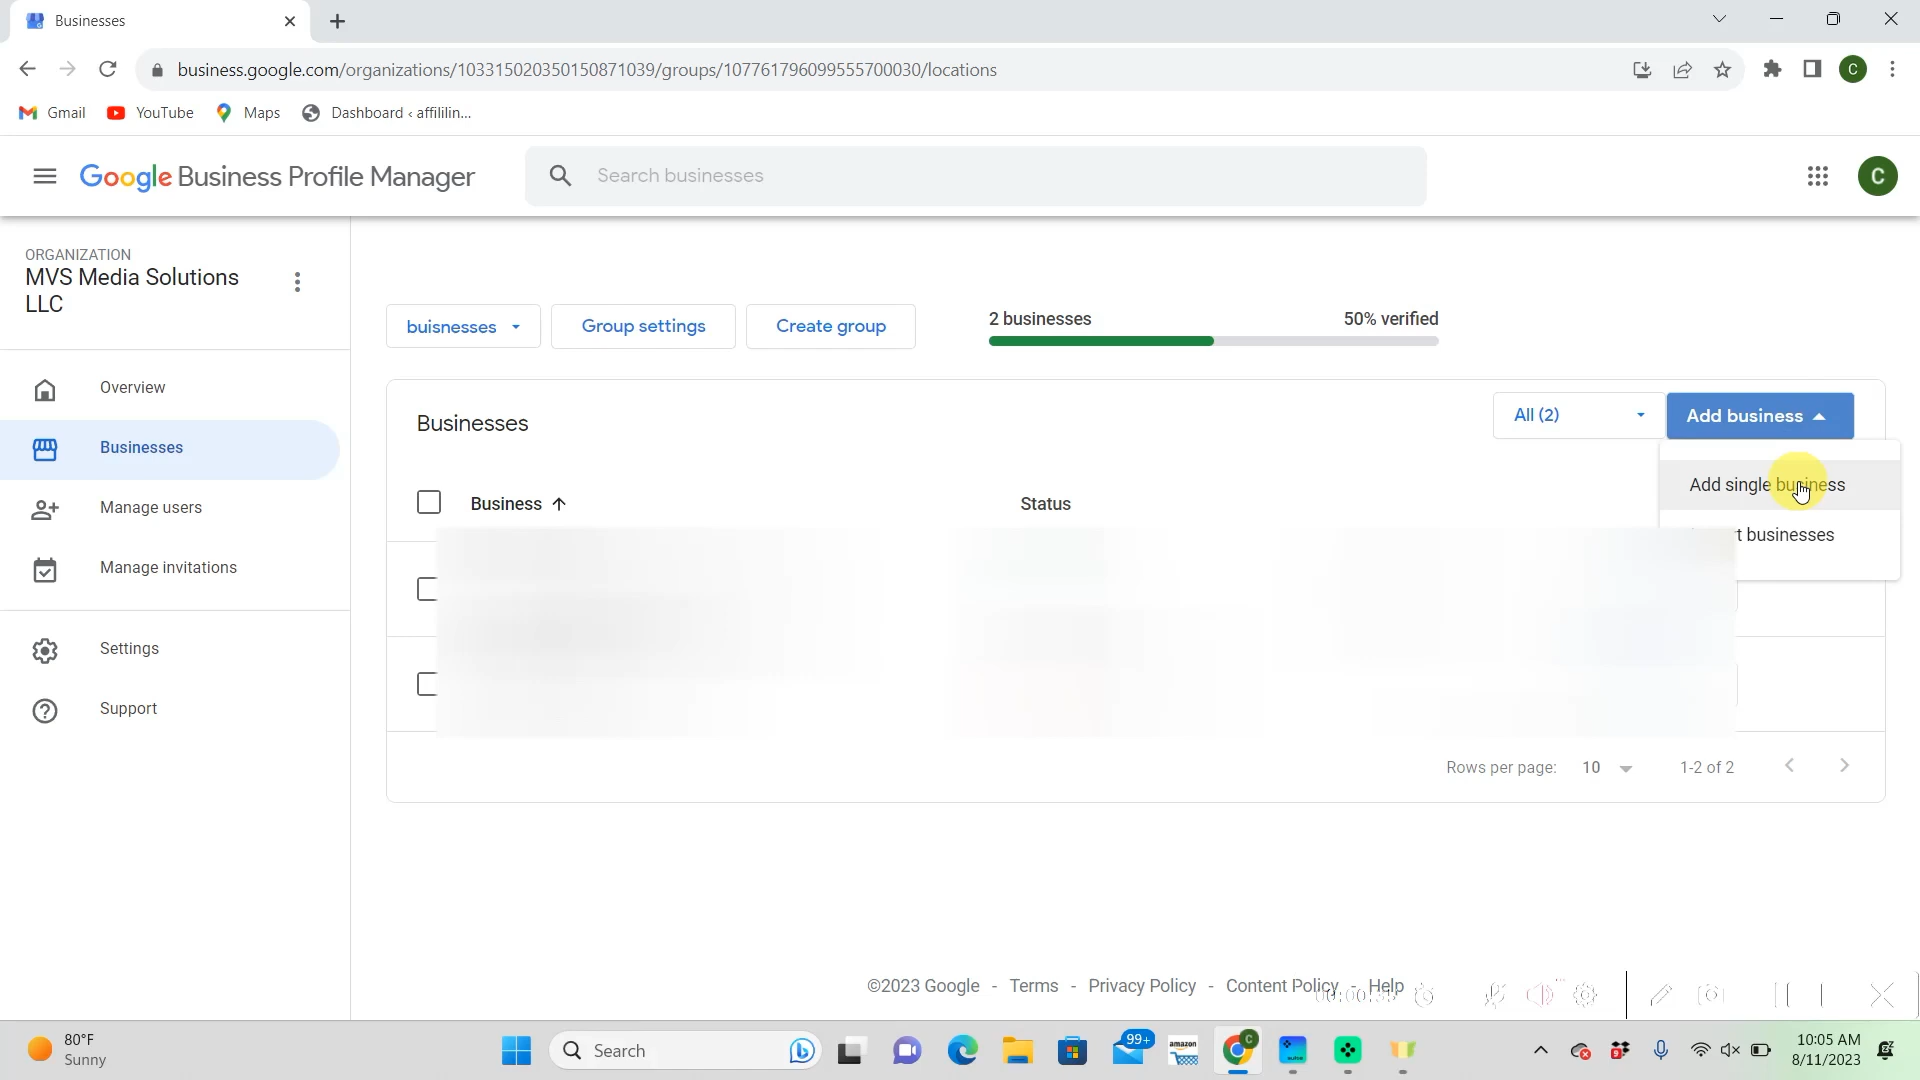 Businesses
business.google.com/organizations/103315020350150871039/groups/107761796099555700030/locations
C
Gmail
YouTube
Maps
Dashboard ‹ affililin...
Google Business Profile Manager
Search businesses
C
ORGANIZATION
MVS Media Solutions
LLC
buisnesses
Group settings
Create group
2 businesses
50% verified
Overview
Businesses
Manage users
Manage invitations
Settings
Support
Businesses
All (2)
Add business
Add single business
businesses
Business
Status
Rows per page:
10
1-2 of 2
©2023 Google - Terms - Privacy Policy - Content Policy - Help
80°F
Sunny
Search
99+
amazon
C
9
10:05 AM
8/11/2023